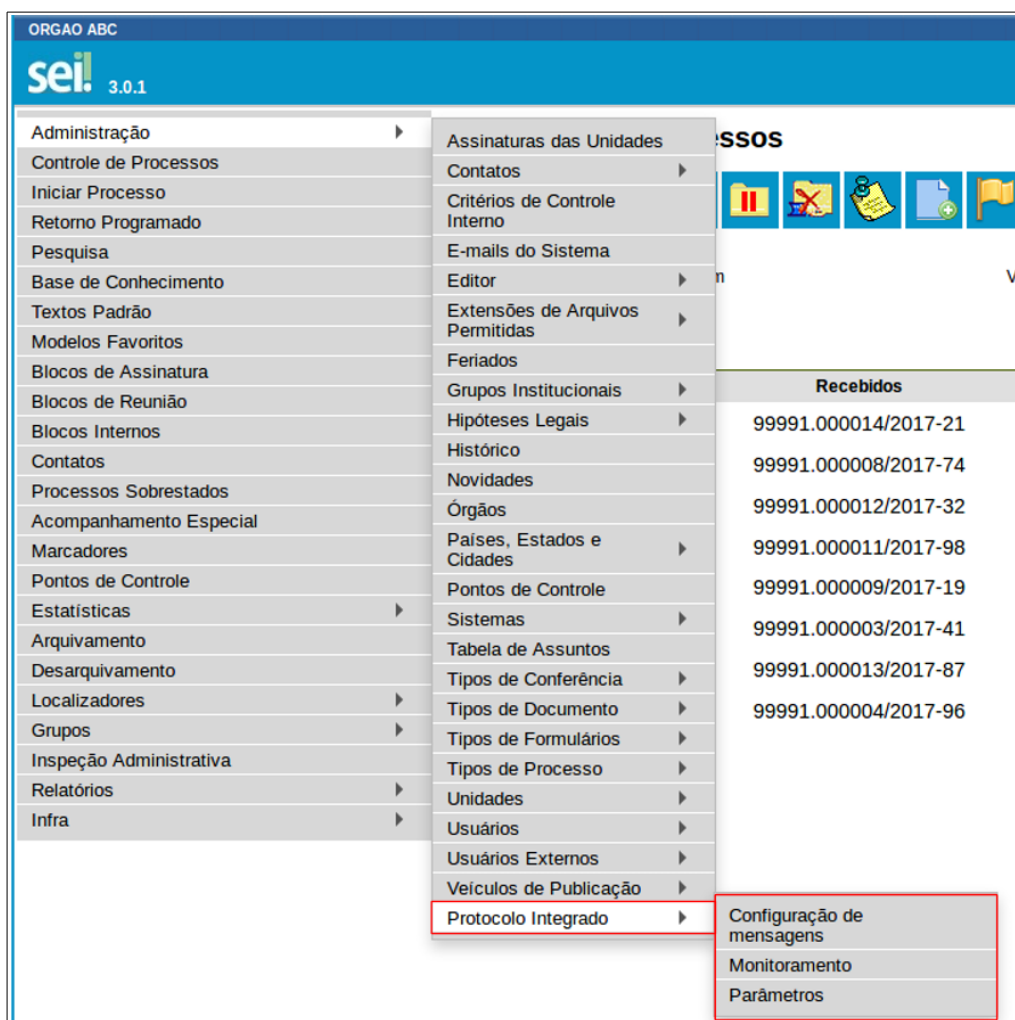 ORGAO ABC
sei! 3.0.1
Administração
Controle de Processos
Iniciar Processo
Retorno Programado
Pesquisa
Base de Conhecimento
Textos Padrão
Modelos Favoritos
Blocos de Assinatura
Blocos de Reunião
Blocos Internos
Contatos
Processos Sobrestados
Acompanhamento Especial
Marcadores
Pontos de Controle
Estatísticas
Arquivamento
Desarquivamento
Localizadores
Grupos
Inspeção Administrativa
Relatórios
Infra
Assinaturas das Unidades
Contatos
Critérios de Controle
Interno
E-mails do Sistema
Editor
Extensões de Arquivos
Permitidas
Feriados
Grupos Institucionais
Hipóteses Legais
Histórico
Novidades
Órgãos
Países, Estados e
Cidades
Pontos de Controle
Sistemas
Tabela de Assuntos
Tipos de Conferência
Tipos de Documento
Tipos de Formulários
Tipos de Processo
Unidades
Usuários
Usuários Externos
Veículos de Publicação
Protocolo Integrado
Configuração de
mensagens
Monitoramento
Parâmetros
essos
V
Recebidos
99991.000014/2017-21
99991.000008/2017-74
99991.000012/2017-32
99991.000011/2017-98
99991.000009/2017-19
99991.000003/2017-41
99991.000013/2017-87
99991.000004/2017-96